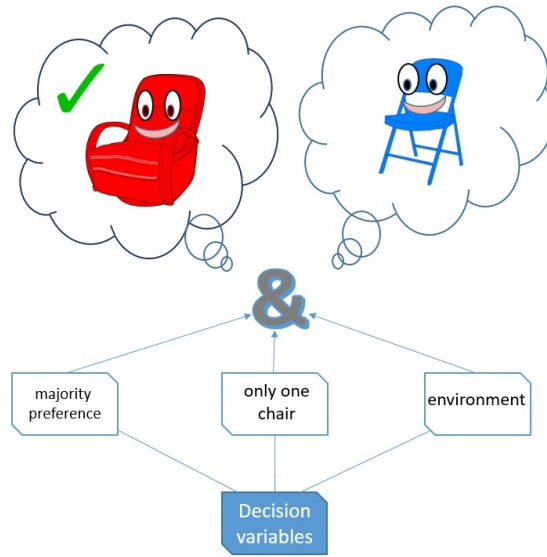 &
majority
preference
only one
chair
environment
Decision
variables